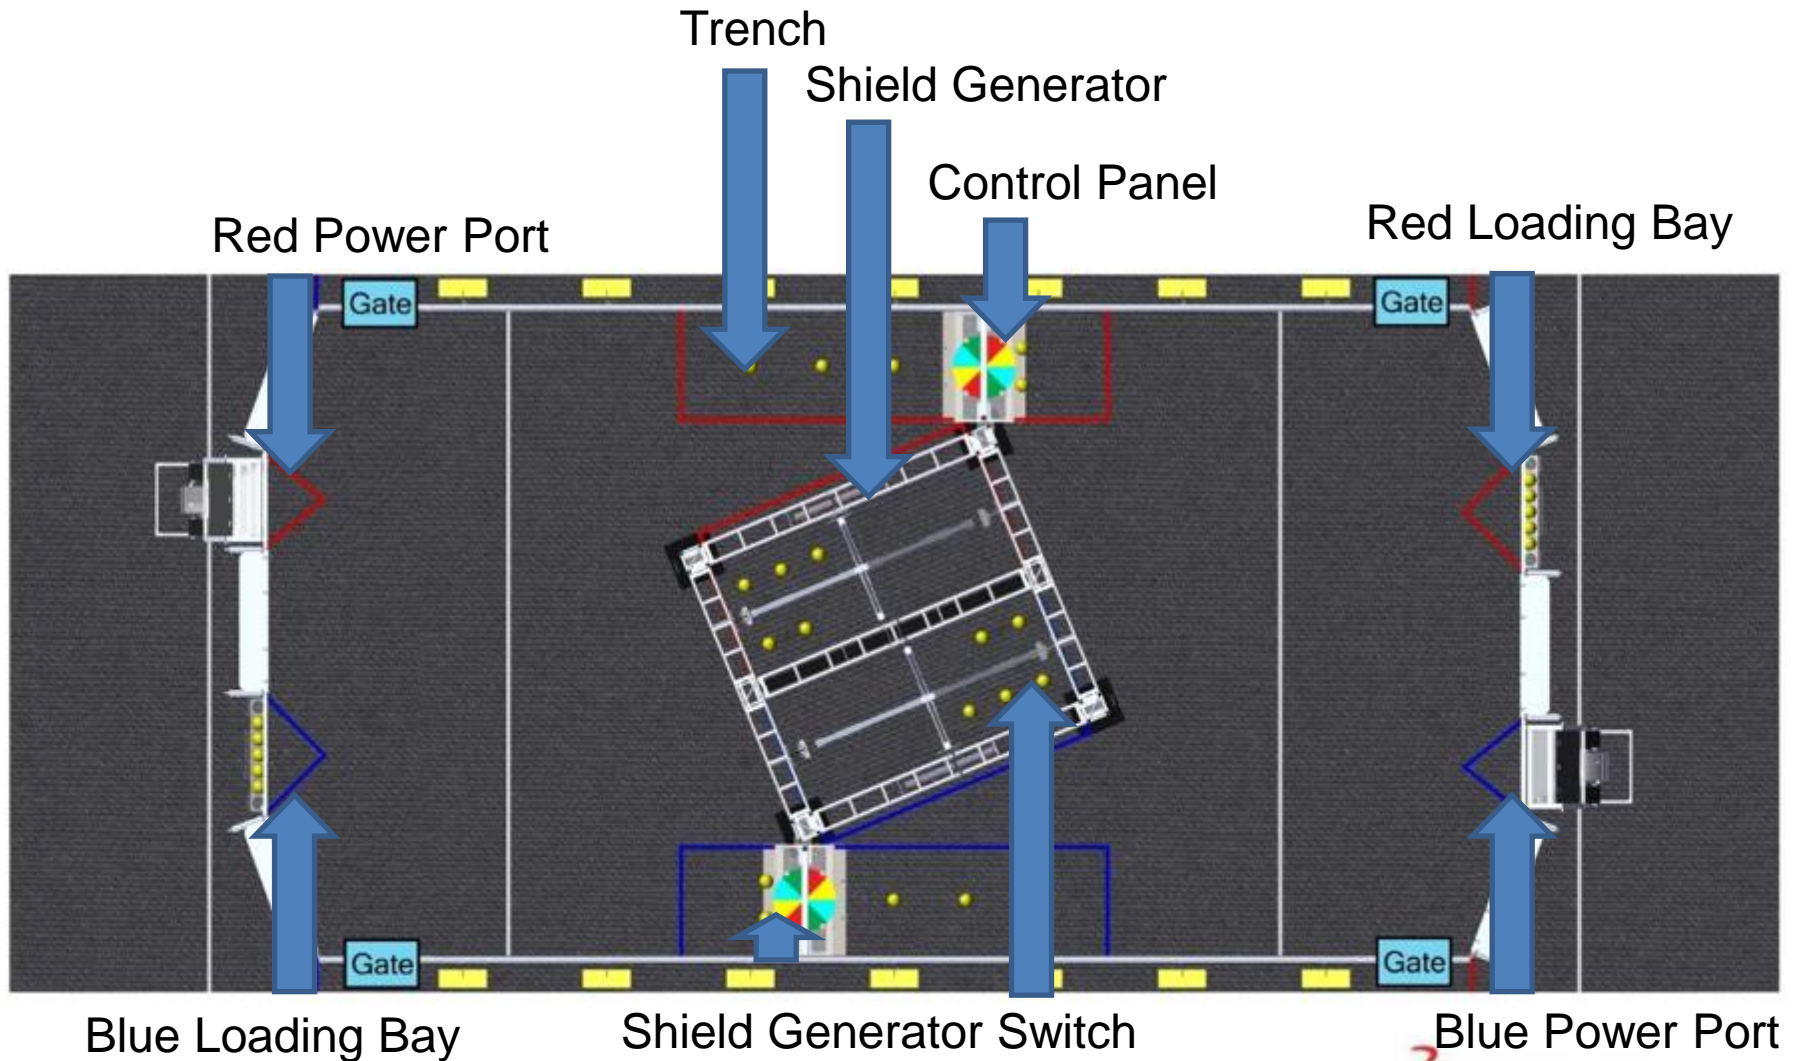 Trench
Shield Generator
Control Panel
Red Power Port
Red Loading Bay
Gate
Gate
Gate
Gate
Blue Loading Bay
Shield Generator Switch
Blue Power Port